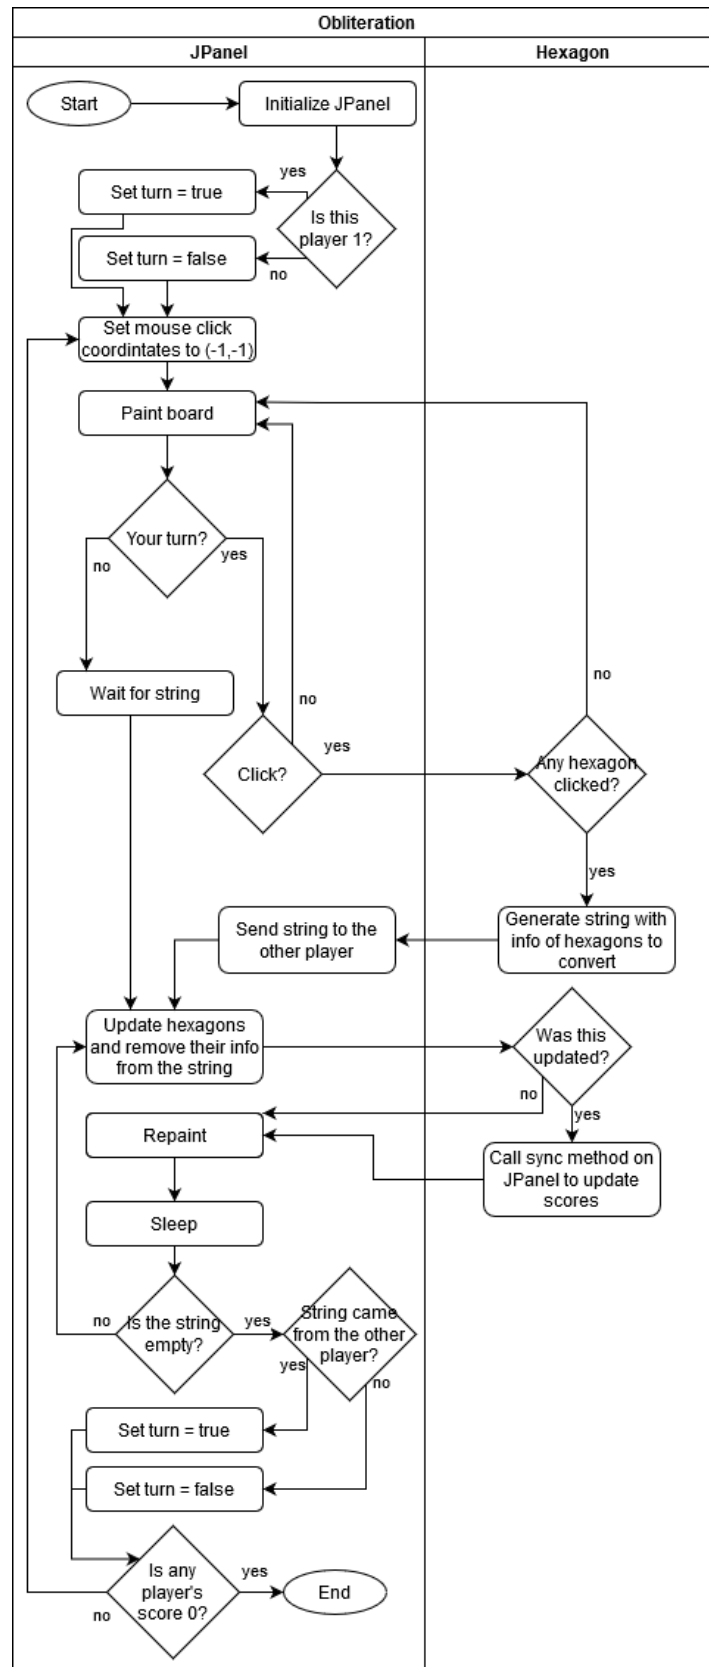 Obliteration
JPanel
Hexagon
Start
Initialize JPanel
yes
Set turn = true
Is this
player 1?
Set turn = false
no
Set mouse click
coordintates to (-1,-1)
Paint board
Your turn?
no
yes
Wait for string
no
no
yes
Click?
Any hexagon
clicked?
yes
Send string to the
other player
Generate string with
info of hexagons to
convert
Update hexagons
and remove their info
from the string
Was this
updated?
no
yes
Repaint
Call sync method on
JPanel to update
scores
Sleep
no
Is the string
empty?
yes
String came
from the other
player?
yes
no
Set turn = true
Set turn = false
Is any
player's
score 0?
yes
no
End